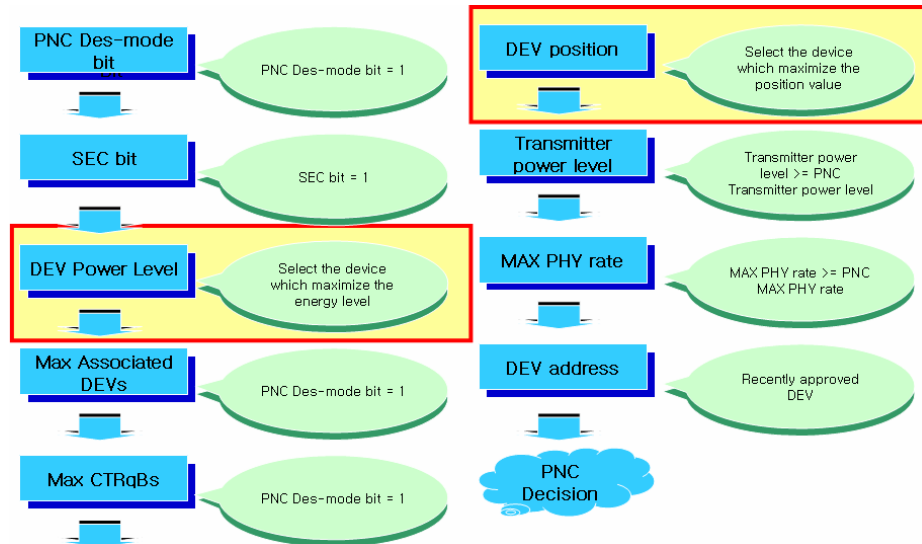 PNC Des-mode
bit
PNC Des-mode bit = 1
SEC bit
SEC bit = 1
DEV Power Level
Select the device
which maximize the
energy level
Max Associated
DEVs
PNC Des-mode bit = 1
Max CTRqBs
PNC Des-mode bit = 1
DEV position
Select the device
which maximize the
position value
Transmitter
power level
Transmitter power
level >= PNC
Transmitter power level
MAX PHY rate
MAX PHY rate >= PNC
MAX PHY rate
DEV address
Recently approved
DEV
PNC
Decision